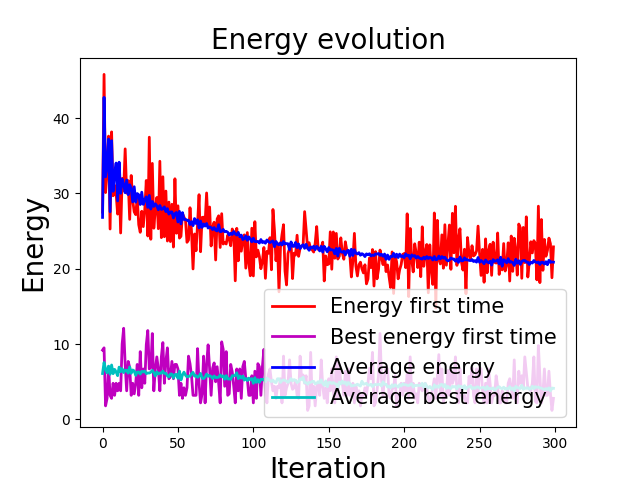 Energy evolution
Energy
40
30
20
10
0
Energy first time
Best energy first time
Average energy
Average best energy
0 50 100 150 200 250 300
Iteration